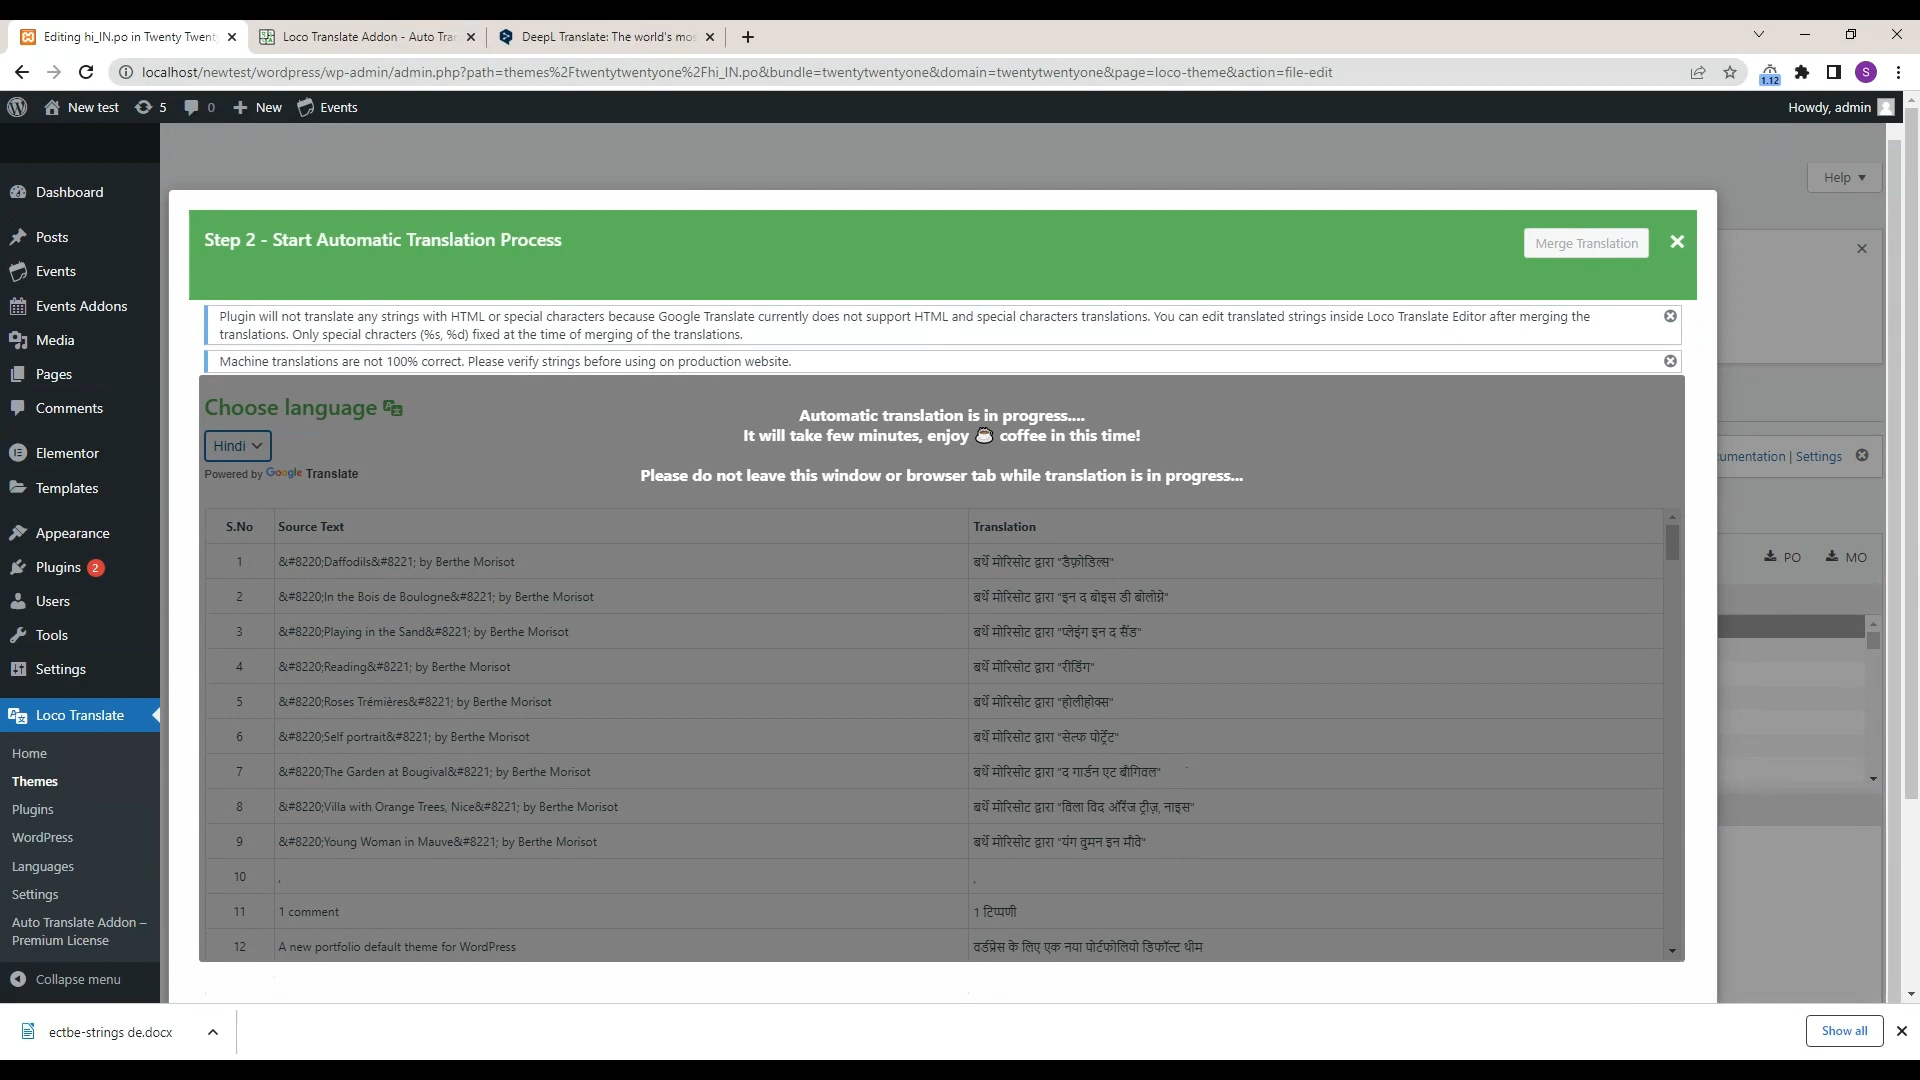 Editing hi_IN.po in Twenty Twent
Loco Translate Addon - Auto Tra
DeepL Translate: The world's mos
localhost/newtest/wordpress/wp-admin/admin.php?path=themes%2Ftwentytwentyone%2Fhi_IN.po&bundle=twentytwentyone&domain=twentytwentyone&page=loco-theme&action=file-edit
1.12
S
New test
5
0
New
Events
Howdy, admin
Dashboard
Posts
Events
Events Addons
Media
Pages
Comments
Elementor
Templates
Appearance
Plugins 2
Users
Tools
Settings
Loco Translate
Home
Themes
Plugins
WordPress
Languages
Settings
Auto Translate Addon –
Premium License
Collapse menu
Help
Step 2 - Start Automatic Translation Process
Merge Translation
Plugin will not translate any strings with HTML or special characters because Google Translate currently does not support HTML and special characters translations. You can edit translated strings inside Loco Translate Editor after merging the
translations. Only special chracters (%s, %d) fixed at the time of merging of the translations.
Machine translations are not 100% correct. Please verify strings before using on production website.
Choose language
Hindi
Powered by Google Translate
Automatic translation is in progress....
It will take few minutes, enjoy ☕ coffee in this time!
Please do not leave this window or browser tab while translation is in progress...
umentation | Settings
PO
MO
S.No Source Text Translation
1 &#8220;Daffodils&#8221; by Berthe Morisot बर्थे मोरिसोट द्वारा “डैफ़ोडिल्स”
2 &#8220;In the Bois de Boulogne&#8221; by Berthe Morisot बर्थे मोरिसोट द्वारा “इन द बोइस डी बोलोग्ने”
3 &#8220;Playing in the Sand&#8221; by Berthe Morisot बर्थे मोरिसोट द्वारा “प्लेइंग इन द सैंड”
4 &#8220;Reading&#8221; by Berthe Morisot बर्थे मोरिसोट द्वारा “रीडिंग”
5 &#8220;Roses Trémières&#8221; by Berthe Morisot बर्थे मोरिसोट द्वारा “होलीहोक्स”
6 &#8220;Self portrait&#8221; by Berthe Morisot बर्थे मोरिसोट द्वारा “सेल्फ पोर्ट्रेट”
7 &#8220;The Garden at Bougival&#8221; by Berthe Morisot बर्थे मोरिसोट द्वारा “द गार्डन एट बौगिवल”
8 &#8220;Villa with Orange Trees, Nice&#8221; by Berthe Morisot बर्थे मोरिसोट द्वारा “विला विद ऑरेंज ट्रीज़, नाइस”
9 &#8220;Young Woman in Mauve&#8221; by Berthe Morisot बर्थे मोरिसोट द्वारा “यंग वुमन इन मौवे”
10 , ,
11 1 comment 1 टिप्पणी
12 A new portfolio default theme for WordPress वर्डप्रेस के लिए एक नया पोर्टफोलियो डिफॉल्ट थीम
ectbe-strings de.docx
Show all